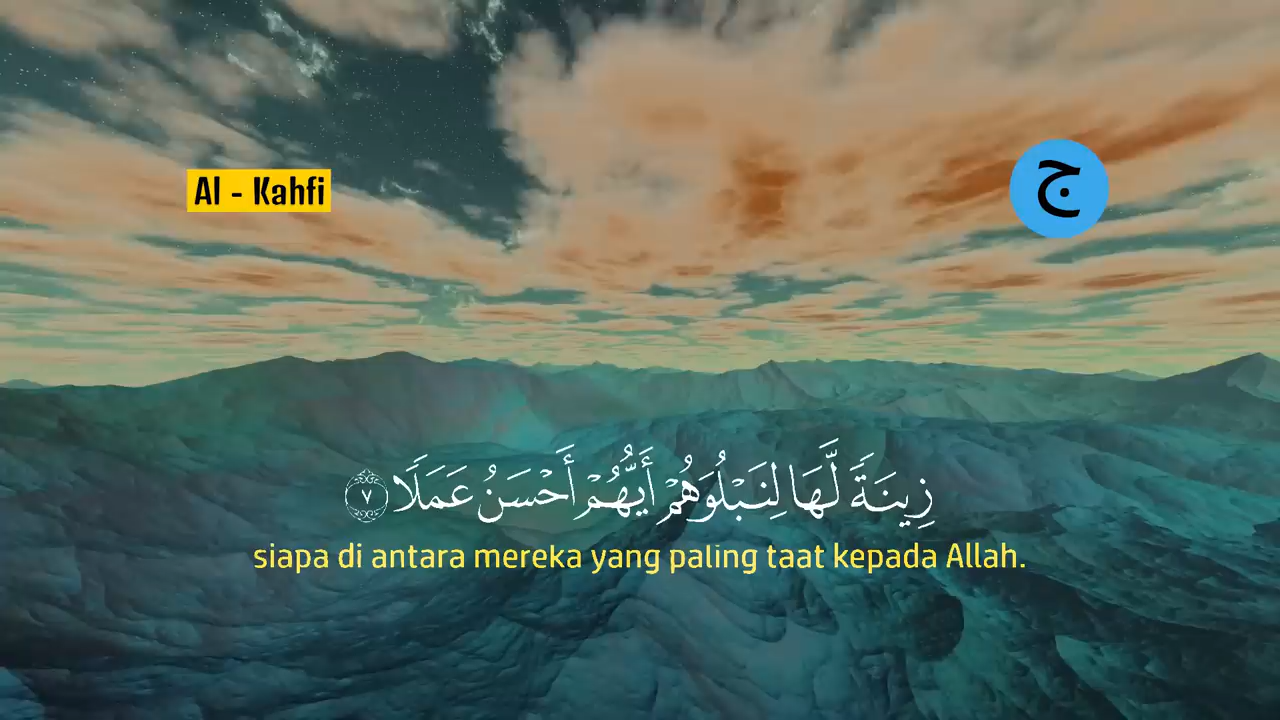 Al - Kahfi
ج
زِينَةً لَّهَا لِنَبْلُوَهُمْ أَيُّهُمْ أَحْسَنُ عَمَلًا ٧
siapa di antara mereka yang paling taat kepada Allah.